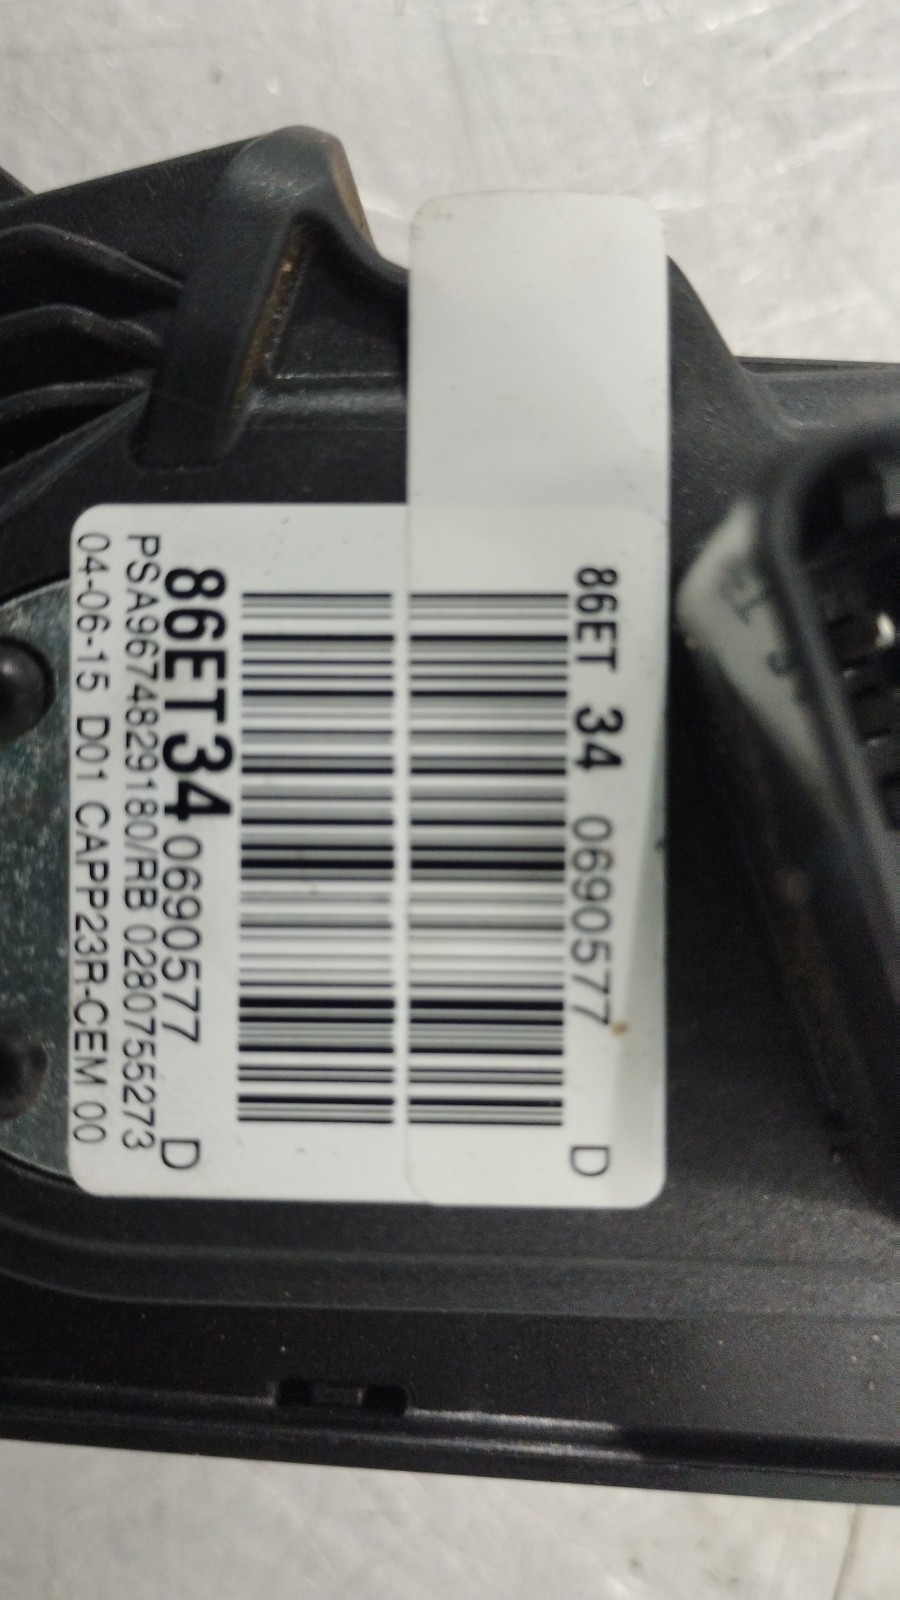 86ET 34 0690577 D
86ET34 0690577 D
PSA9674829180/RB 0280755273
04-06-15 D01 CAPP23R-CEM 00